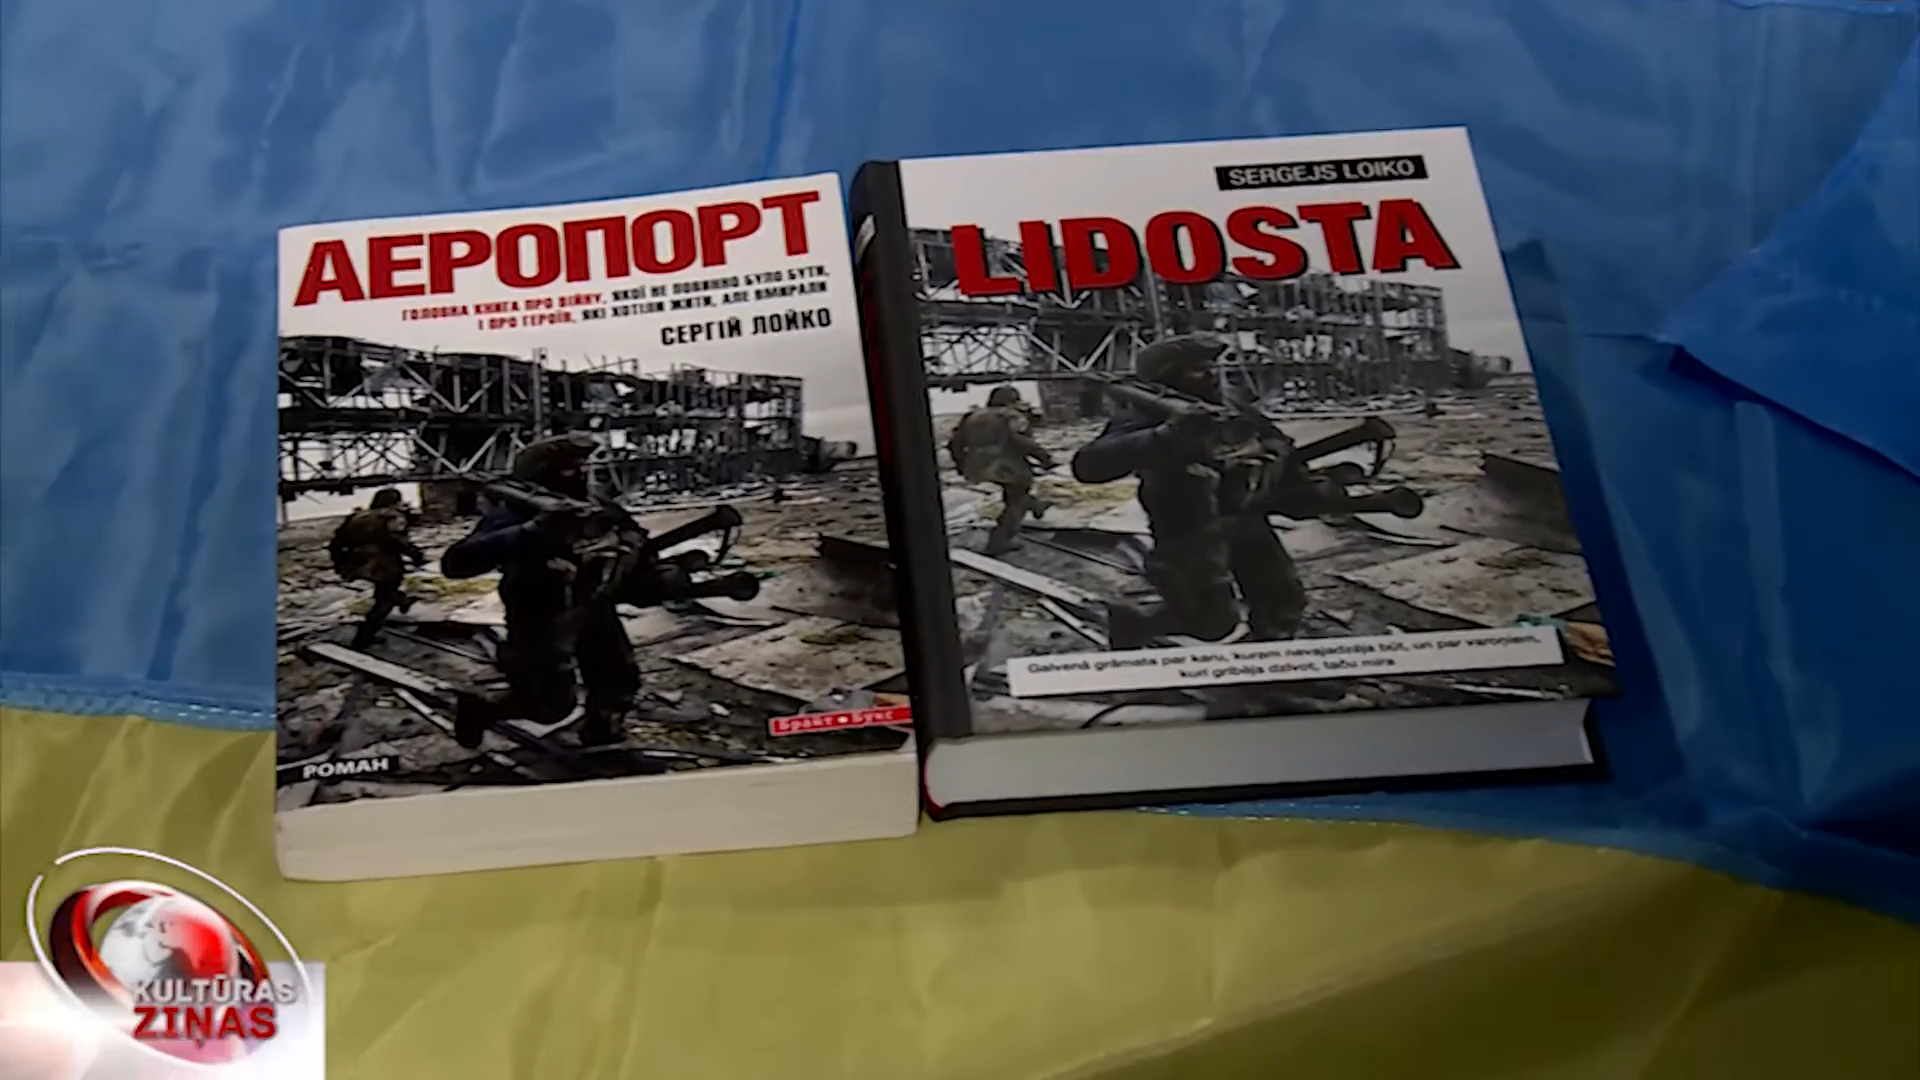 АЕРОПОРТ
ГОЛОВНА КНИГА ПРО ВІЙНУ, ЯКОЇ НЕ ПОВИННО БУЛО БУТИ,
І ПРО ГЕРОЇВ, ЯКІ ХОТІЛИ ЖИТИ, АЛЕ ВМИРАЛИ
СЕРГІЙ ЛОЙКО
Брайт Букс
РОМАН
SERGEJS LOIKO
LIDOSTA
Galvenā grāmata par karu, kuram nevajadzēja būt, un par varoņiem,
kuri gribēja dzīvot, taču mira
KULTŪRAS
ZIŅAS